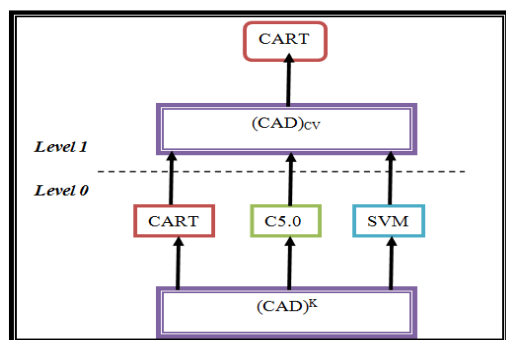 CART
(CAD)CV
Level 1
Level 0
CART C5.0 SVM
(CAD)K